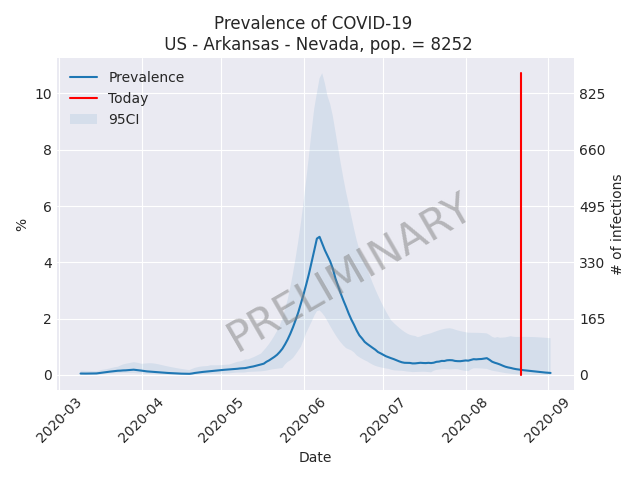 Prevalence of COVID-19
US - Arkansas - Nevada, pop. = 8252
Prevalence
Today
95CI
10
8
6
4
2
0
%
825
660
495
330
165
0
# of infections
PRELIMINARY
2020-03
2020-04
2020-05
2020-06
2020-07
2020-08
2020-09
Date